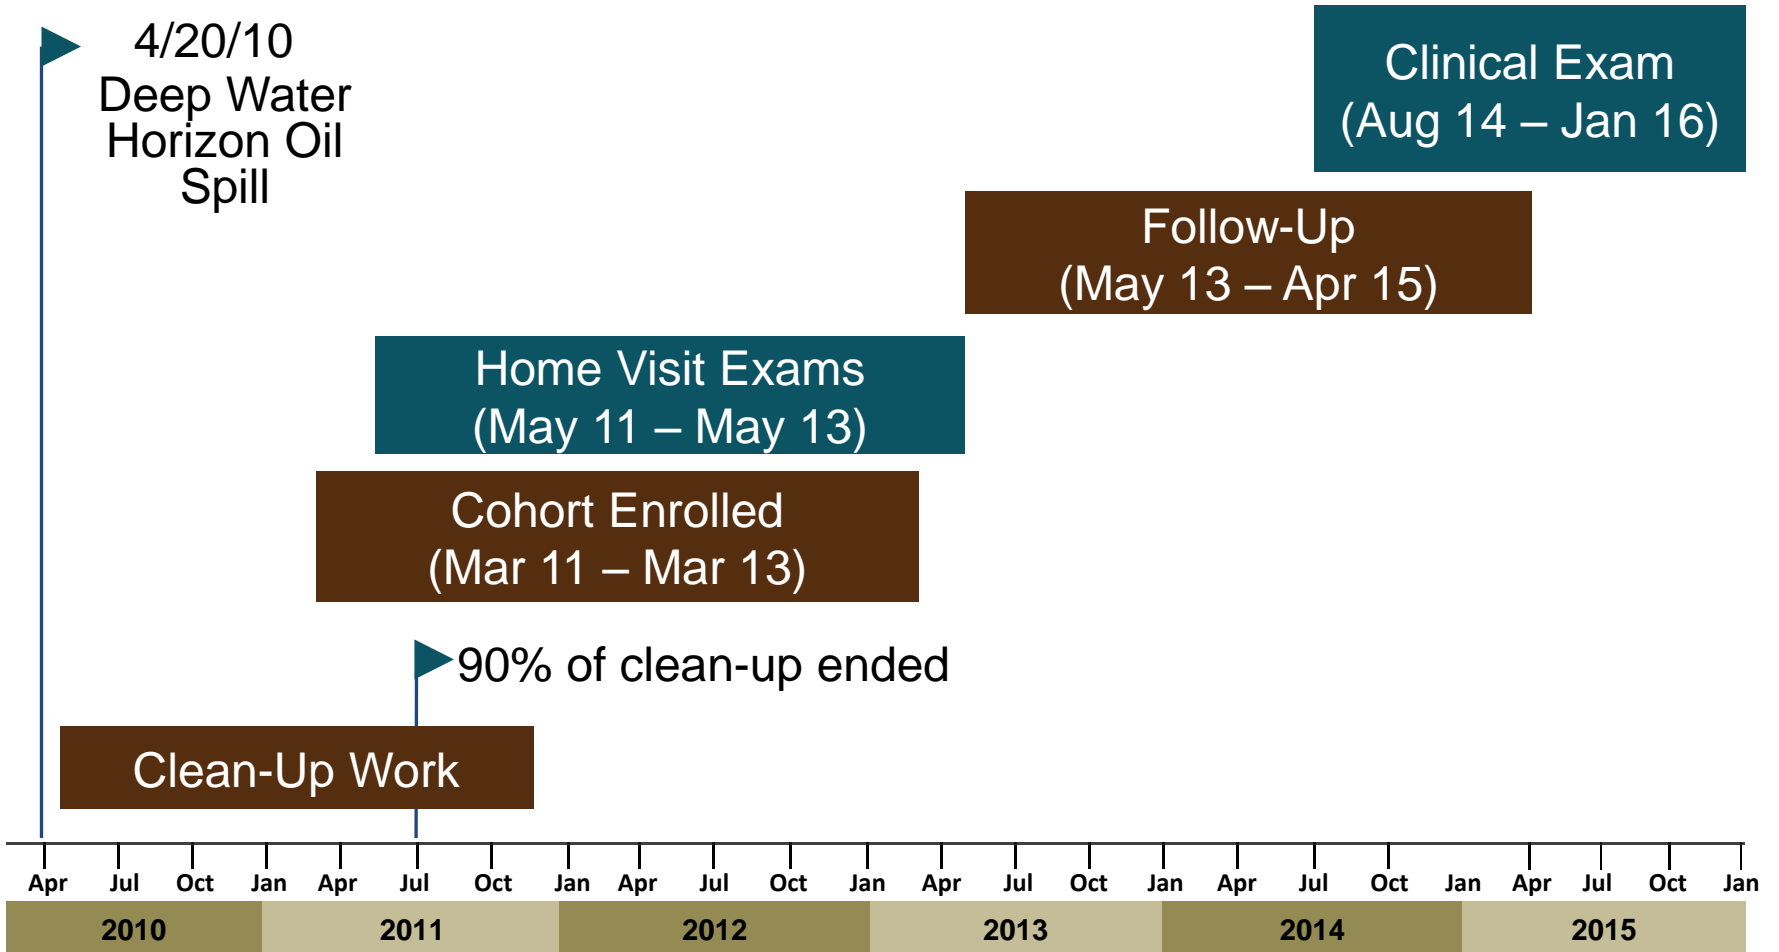 4/20/10
Deep Water
Horizon Oil
Spill
Clinical Exam
(Aug 14 – Jan 16)
Follow-Up
(May 13 – Apr 15)
Home Visit Exams
(May 11 – May 13)
Cohort Enrolled
(Mar 11 – Mar 13)
90% of clean-up ended
Clean-Up Work
Apr Jul Oct Jan Apr Jul Oct Jan Apr Jul Oct Jan Apr Jul Oct Jan Apr Jul Oct Jan Apr Jul Oct Jan
2010 2011 2012 2013 2014 2015